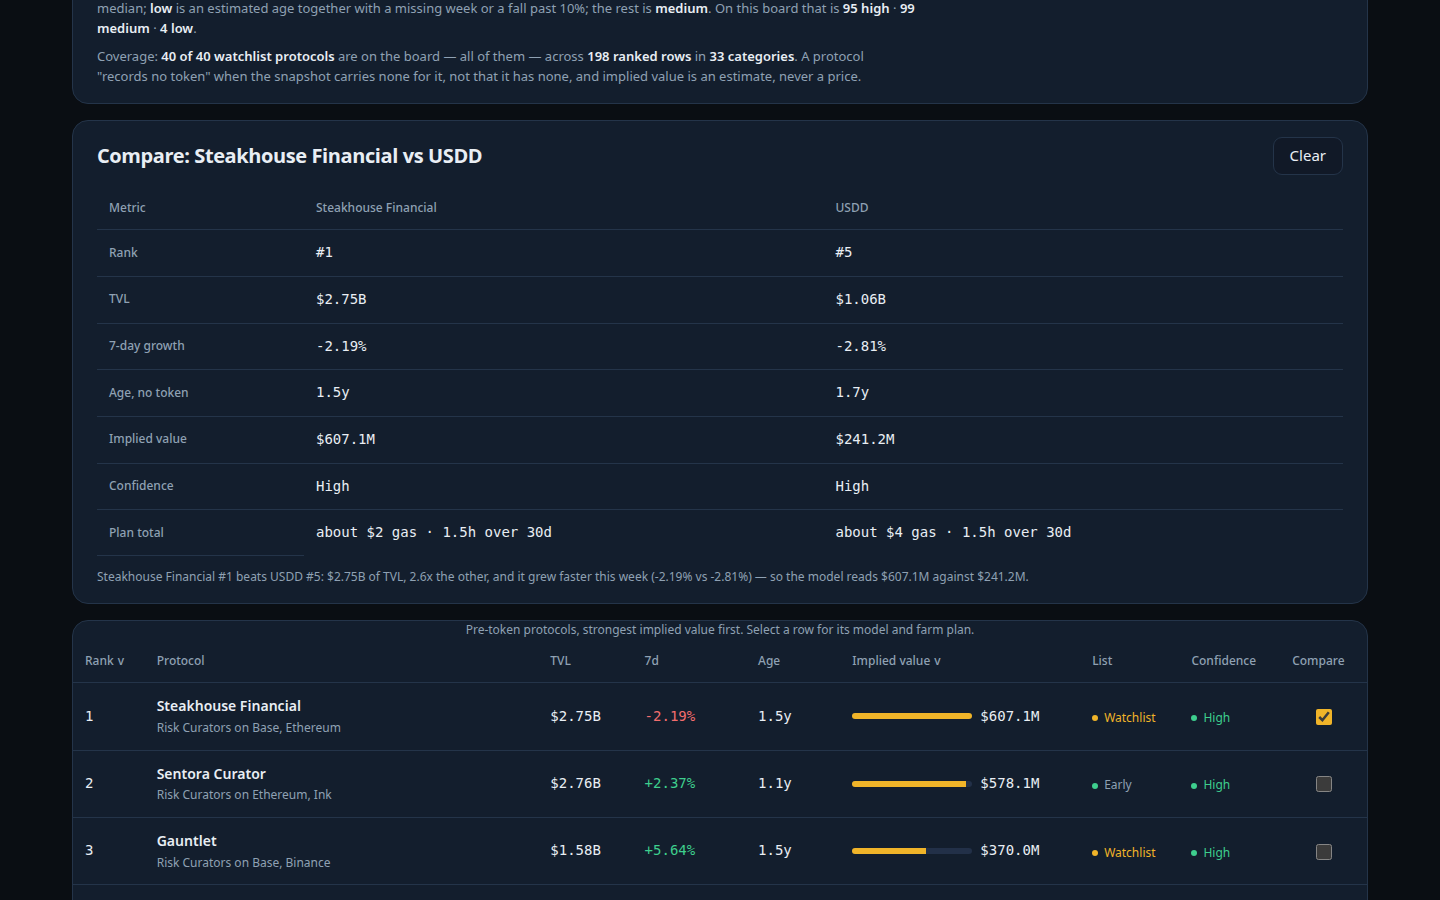 median; low is an estimated age together with a missing week or a fall past 10%; the rest is medium. On this board that is 95 high · 99
medium · 4 low.
Coverage: 40 of 40 watchlist protocols are on the board — all of them — across 198 ranked rows in 33 categories. A protocol
"records no token" when the snapshot carries none for it, not that it has none, and implied value is an estimate, never a price.
Compare: Steakhouse Financial vs USDD
Clear
Metric Steakhouse Financial USDD
Rank #1 #5
TVL $2.75B $1.06B
7-day growth -2.19% -2.81%
Age, no token 1.5y 1.7y
Implied value $607.1M $241.2M
Confidence High High
Plan total about $2 gas · 1.5h over 30d about $4 gas · 1.5h over 30d
Steakhouse Financial #1 beats USDD #5: $2.75B of TVL, 2.6x the other, and it grew faster this week (-2.19% vs -2.81%) — so the model reads $607.1M against $241.2M.
Pre-token protocols, strongest implied value first. Select a row for its model and farm plan.
Rank v Protocol TVL 7d Age Implied value v List Confidence Compare
1 Steakhouse Financial $2.75B -2.19% 1.5y $607.1M Watchlist High
Risk Curators on Base, Ethereum
2 Sentora Curator $2.76B +2.37% 1.1y $578.1M Early High
Risk Curators on Ethereum, Ink
3 Gauntlet $1.58B +5.64% 1.5y $370.0M Watchlist High
Risk Curators on Base, Binance